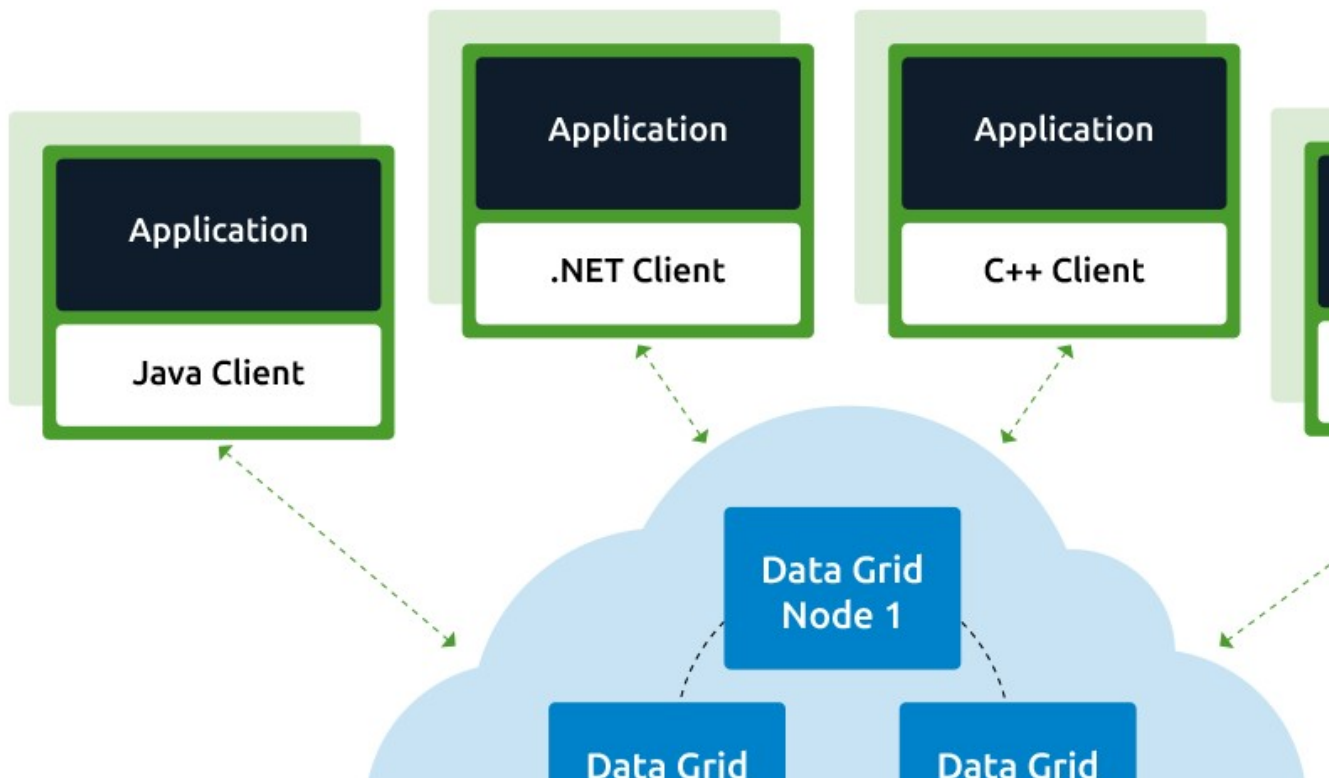 Application
.NET Client
Application
C++ Client
Application
Java Client
Data Grid
Node 1
Data Grid
Data Grid